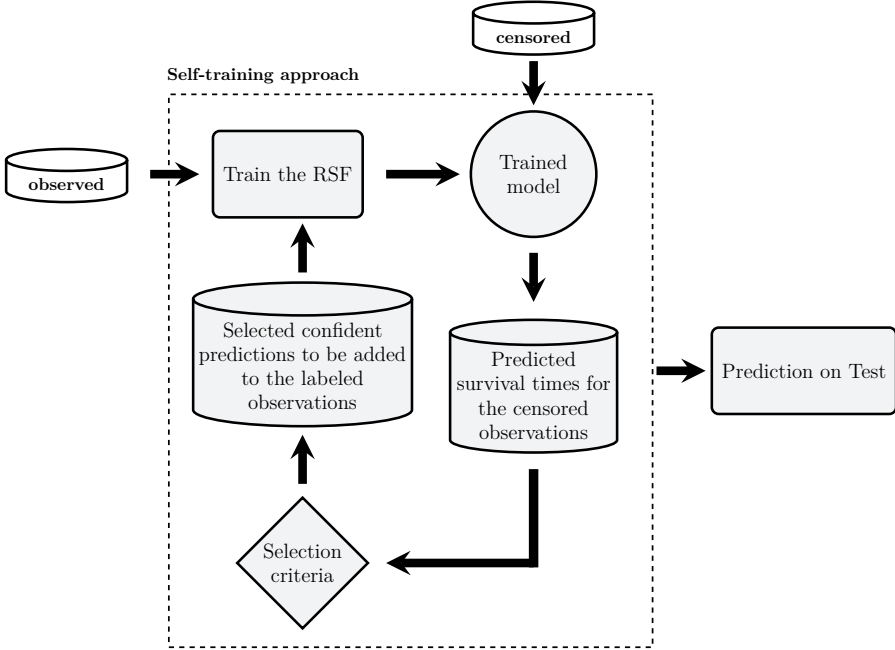 censored
Self-training approach
observed
Train the RSF
Trained
model
Selected confident
predictions to be added
to the labeled
observations
Predicted
survival times for
the censored
observations
Prediction on Test
Selection
criteria